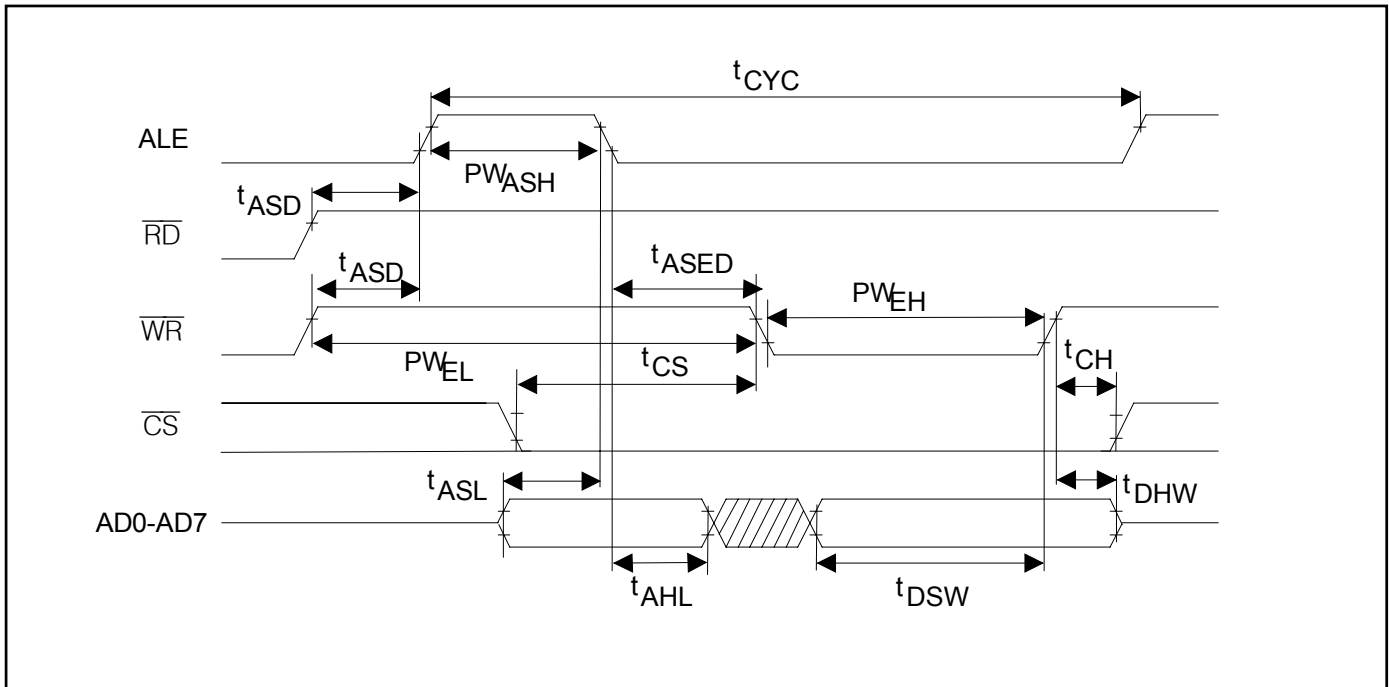 tCYC
ALE
PWASH
tASD
RD
tASD
tASED
PWEH
WR
PWEL
tCS
tCH
CS
tASL
tDHW
AD0-AD7
tAHL
tDSW